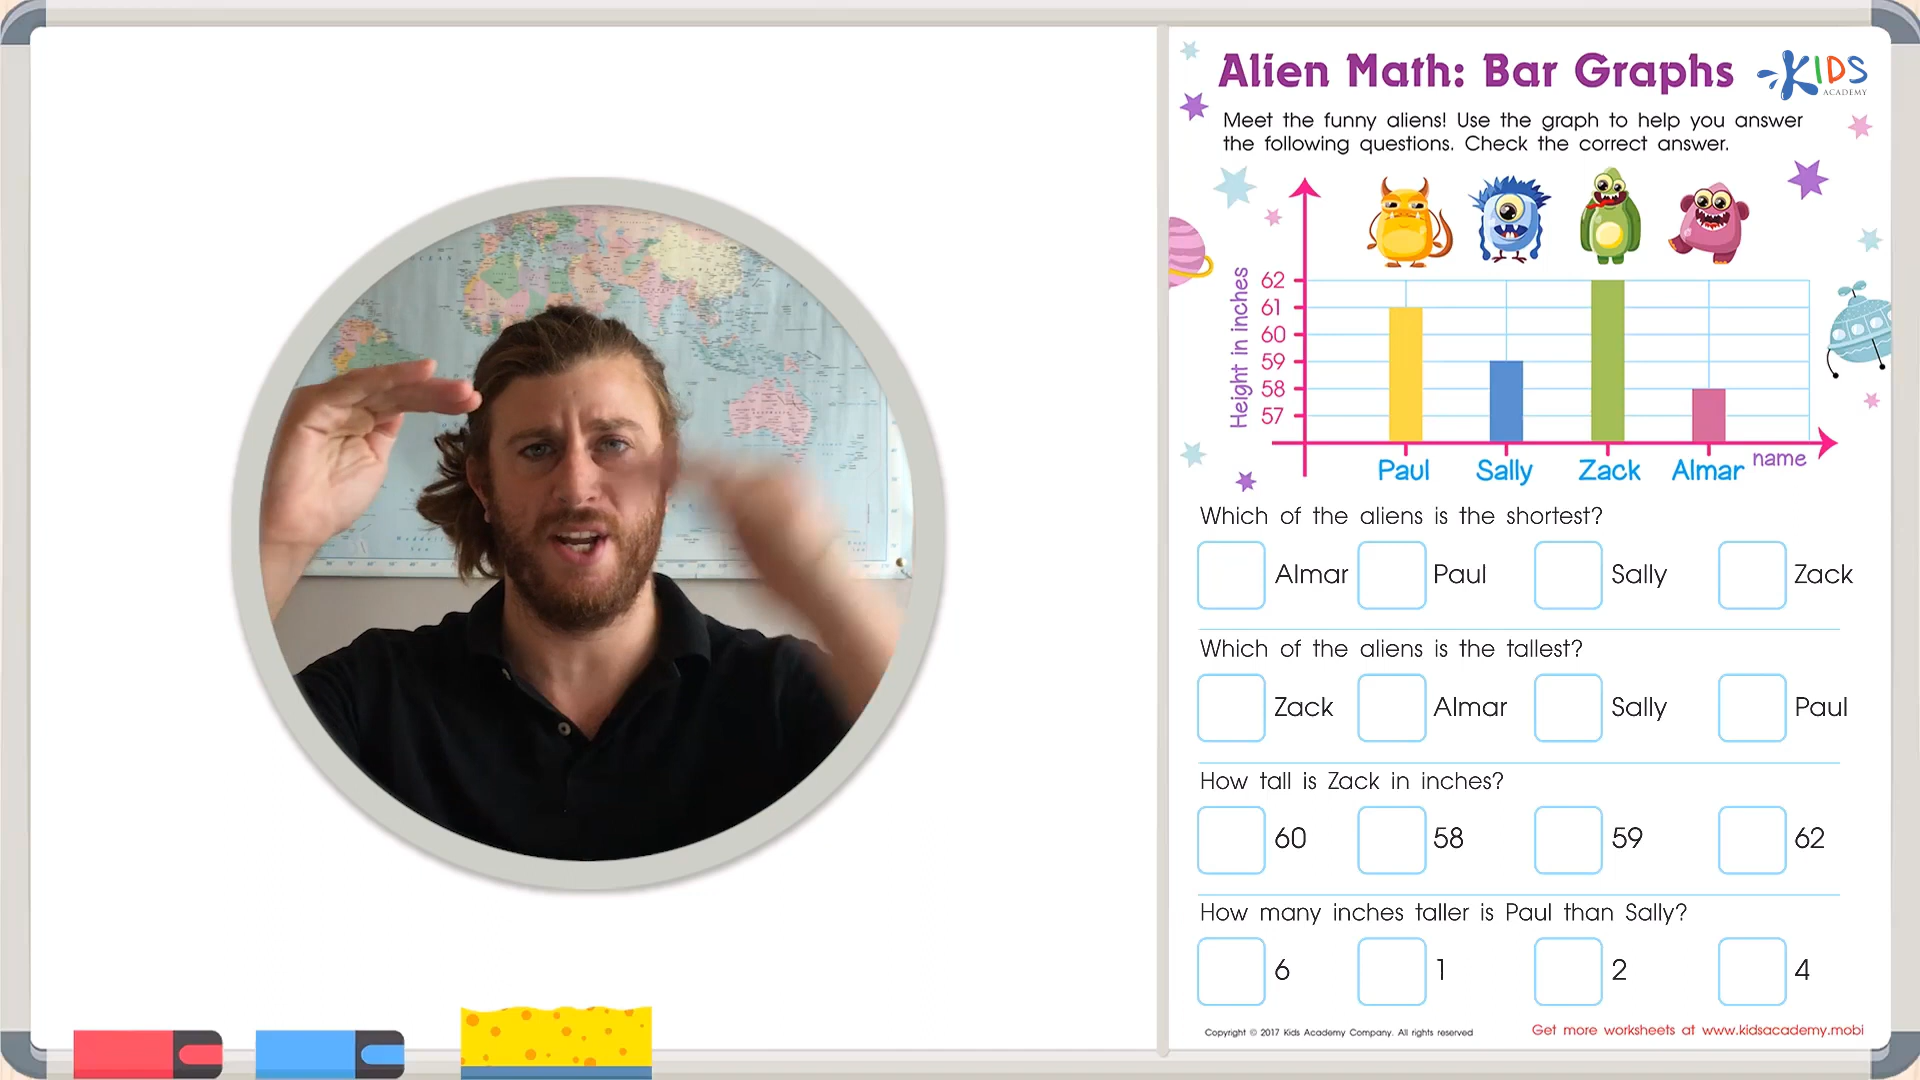 Alien Math: Bar Graphs
KIDS
ACADEMY
Meet the funny aliens! Use the graph to help you answer
the following questions. Check the correct answer.
Height in inches
62
61
60
59
58
57
Paul Sally Zack Almar name
Which of the aliens is the shortest?
Almar Paul Sally Zack
Which of the aliens is the tallest?
Zack Almar Sally Paul
How tall is Zack in inches?
60 58 59 62
How many inches taller is Paul than Sally?
6 1 2 4
Copyright © 2017 Kids Academy Company. All rights reserved
Get more worksheets at www.kidsacademy.mobi